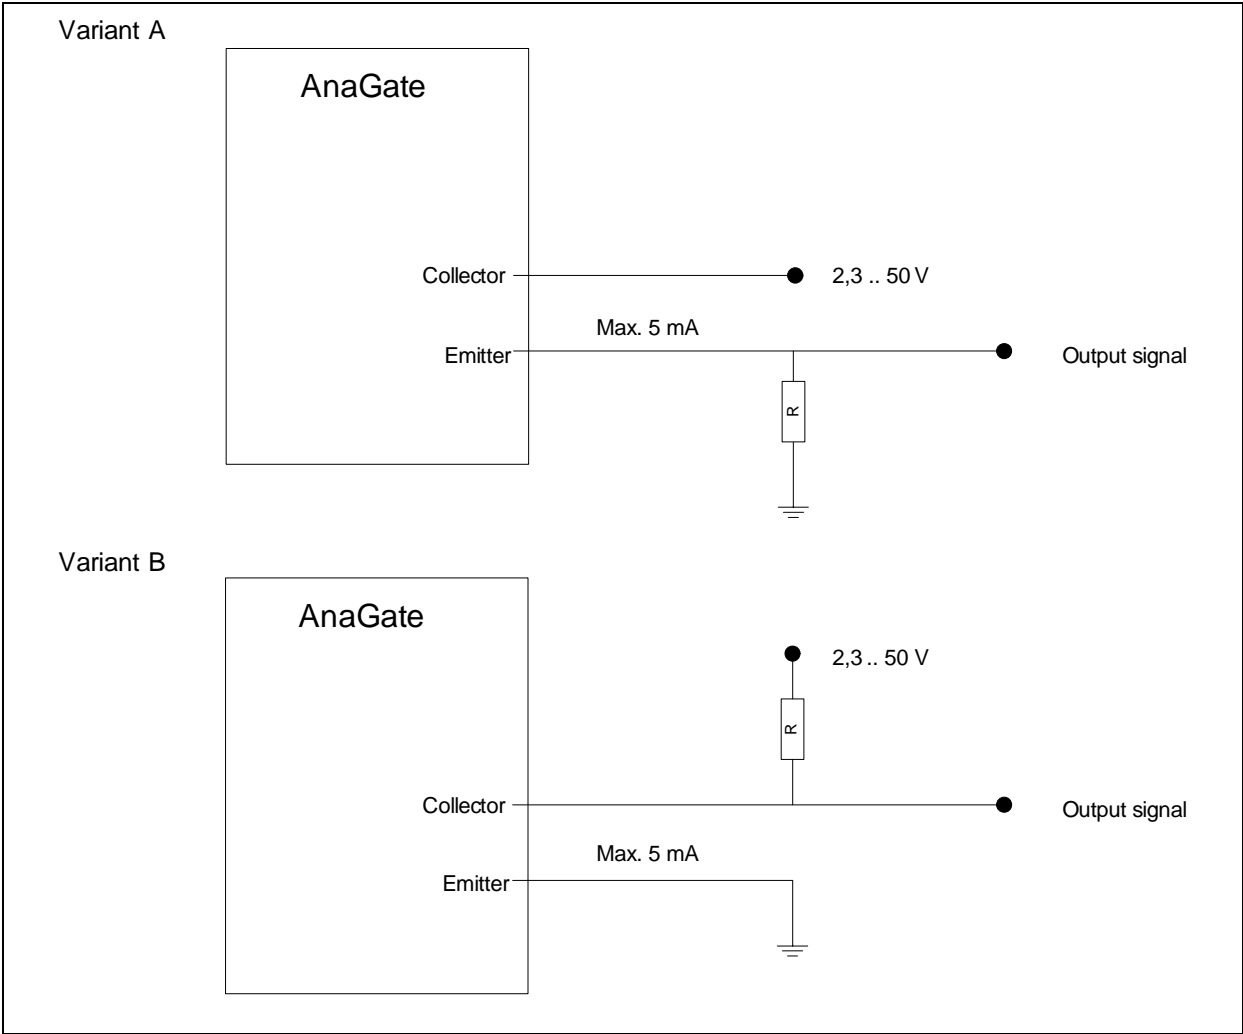 Variant A
AnaGate
Collector
2,3 .. 50 V
Max. 5 mA
Emitter
Output signal
R
Variant B
AnaGate
2,3 .. 50 V
R
Collector
Output signal
Max. 5 mA
Emitter